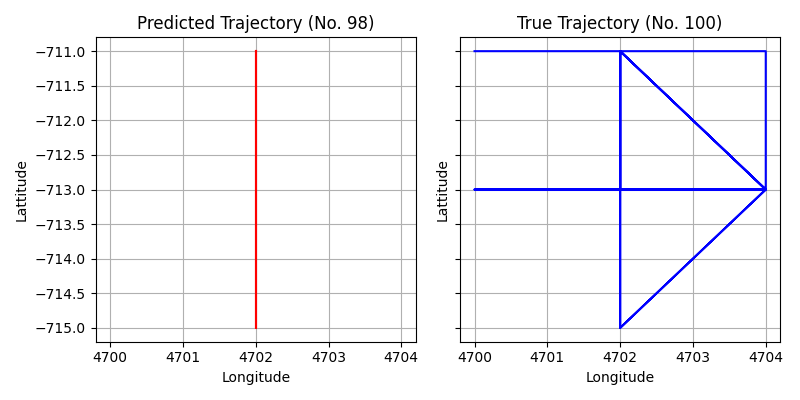 Predicted Trajectory (No. 98)
−711.0
−711.5
−712.0
−712.5
−713.0
−713.5
−714.0
−714.5
−715.0
Lattitude
4700 4701 4702 4703 4704
Longitude
True Trajectory (No. 100)
Lattitude
4700 4701 4702 4703 4704
Longitude